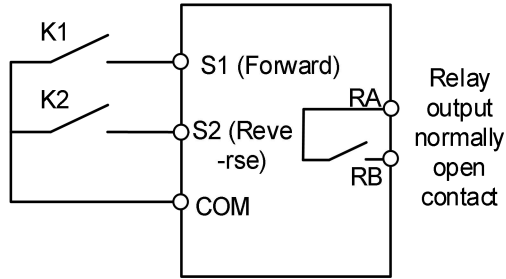 K1
S1 (Forward)
K2
S2 (Reve
-rse)
COM
RA
RB
Relay
output
normally
open
contact